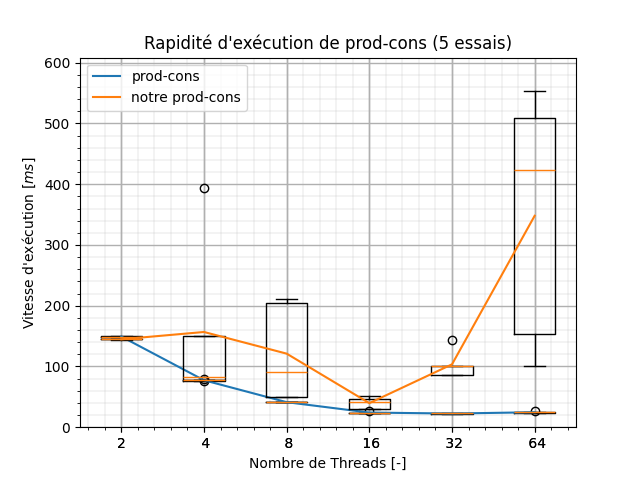 Rapidité d'exécution de prod-cons (5 essais)
prod-cons
notre prod-cons
600
500
400
300
200
100
0
Vitesse d'exécution [ms]
2 4 8 16 32 64
Nombre de Threads [-]